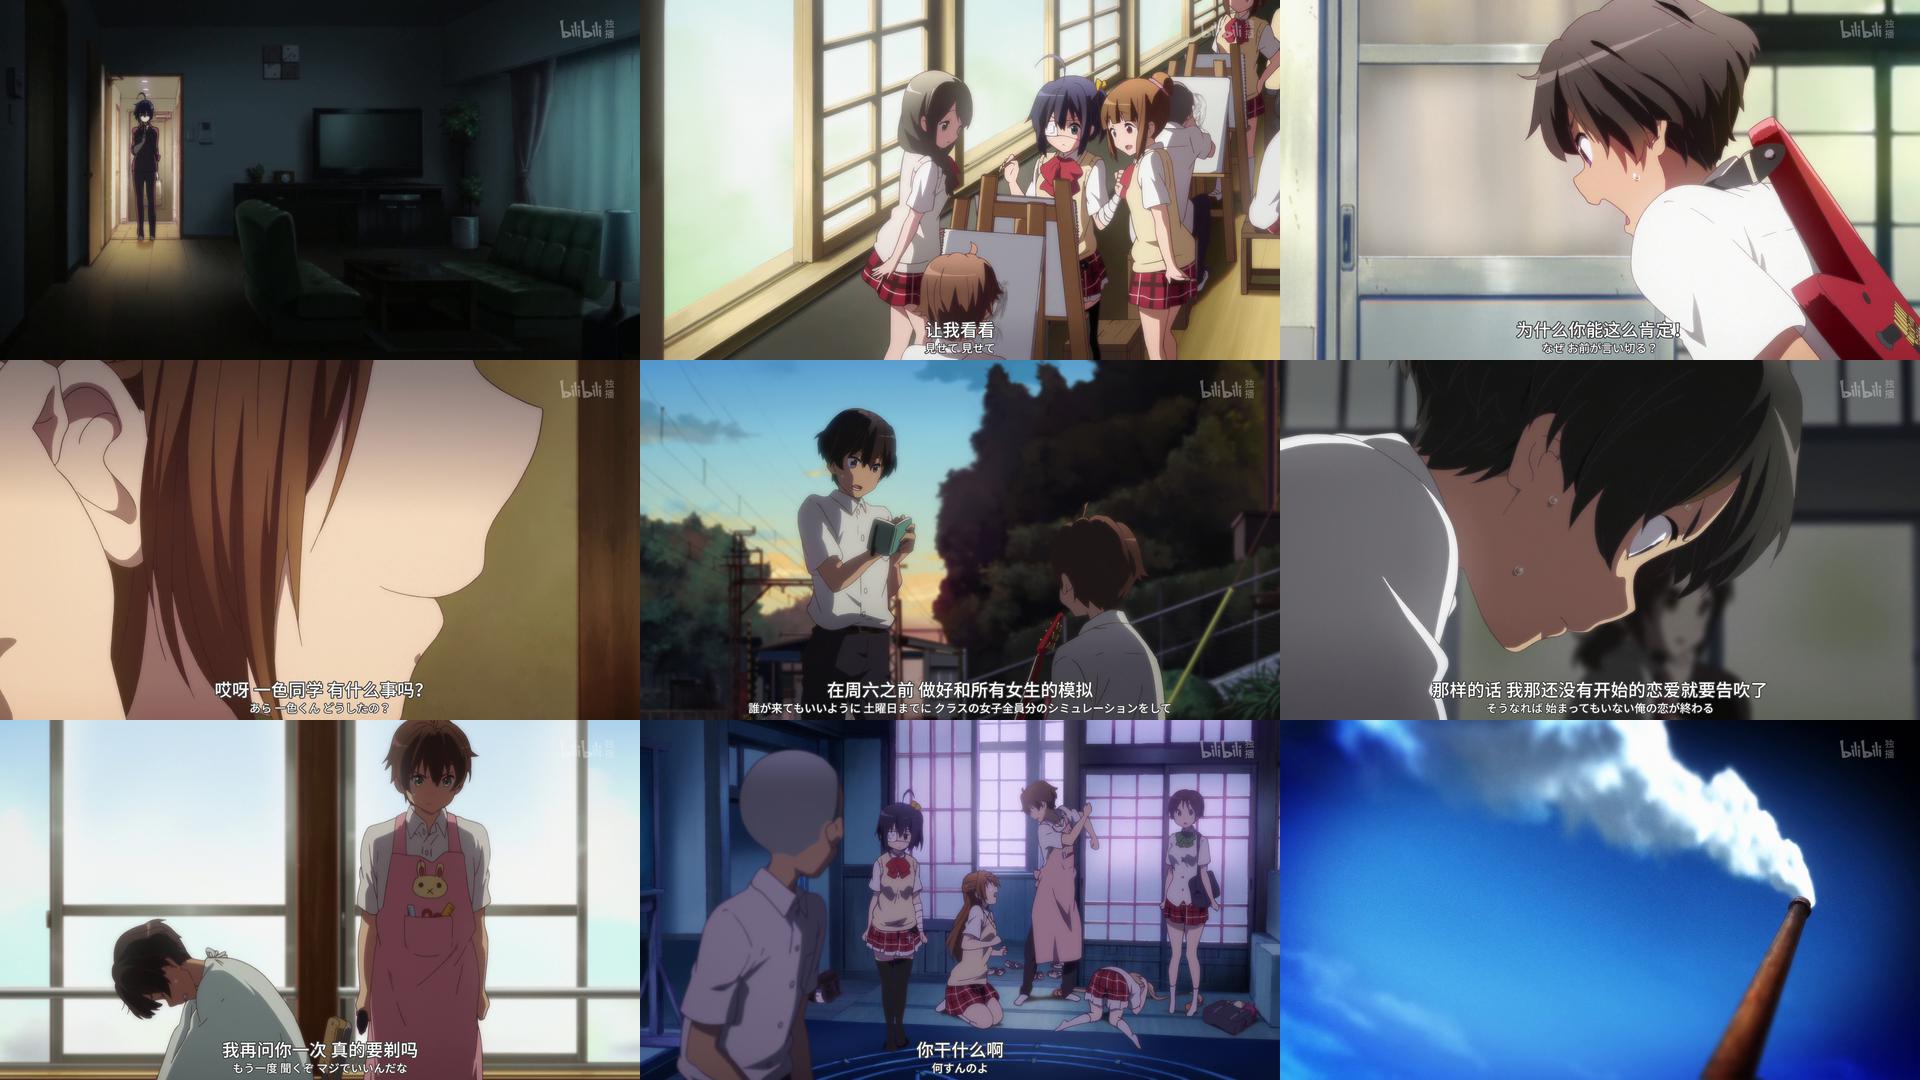 bilibili 独播
bilibili 独播
bilibili 独播
让我看看
見せて 見せて
为什么你能这么肯定!
なぜ お前が言い切る?
bilibili 独播
bilibili 独播
bilibili 独播
哎呀 一色同学 有什么事吗?
あら 一色くん どうしたの?
在周六之前 做好和所有女生的模拟
誰が来てもいいように 土曜日までに クラスの女子全員分のシミュレーションをして
那样的话 我那还没有开始的恋爱就要告吹了
そうなれば 始まってもいない俺の恋が終わる
bilibili 独播
bilibili 独播
bilibili 独播
我再问你一次 真的要剃吗
もう一度 聞くぞ マジでいいんだな
你干什么啊
何すんのよ